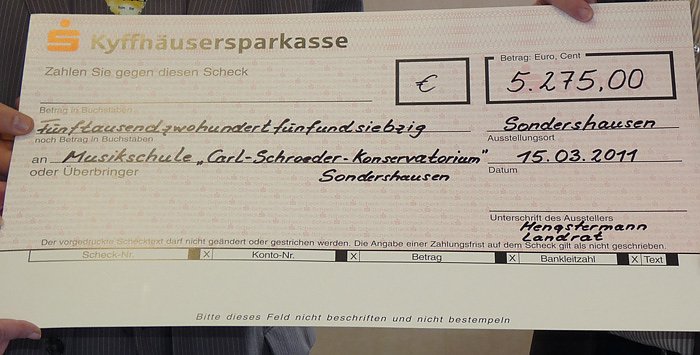 Kyffhäusersparkasse
Zahlen Sie gegen diesen Scheck
€
Betrag: Euro, Cent
5.275,00
Betrag in Buchstaben
Fünftausendzwohundertfünfundsiebzig
noch Betrag in Buchstaben
Sondershausen
Ausstellungsort
an Musikschule „Carl-Schroeder-Konservatorium"
oder Überbringer
Sondershausen
15.03.2011
Datum
Unterschrift des Ausstellers
Hengstermann
Landrat
Der vorgedruckte Schecktext darf nicht geändert oder gestrichen werden. Die Angabe einer Zahlungsfrist auf dem Scheck gilt als nicht geschrieben.
Scheck-Nr. X Konto-Nr. X Betrag X Bankleitzahl X Text
Bitte dieses Feld nicht beschriften und nicht bestempeln